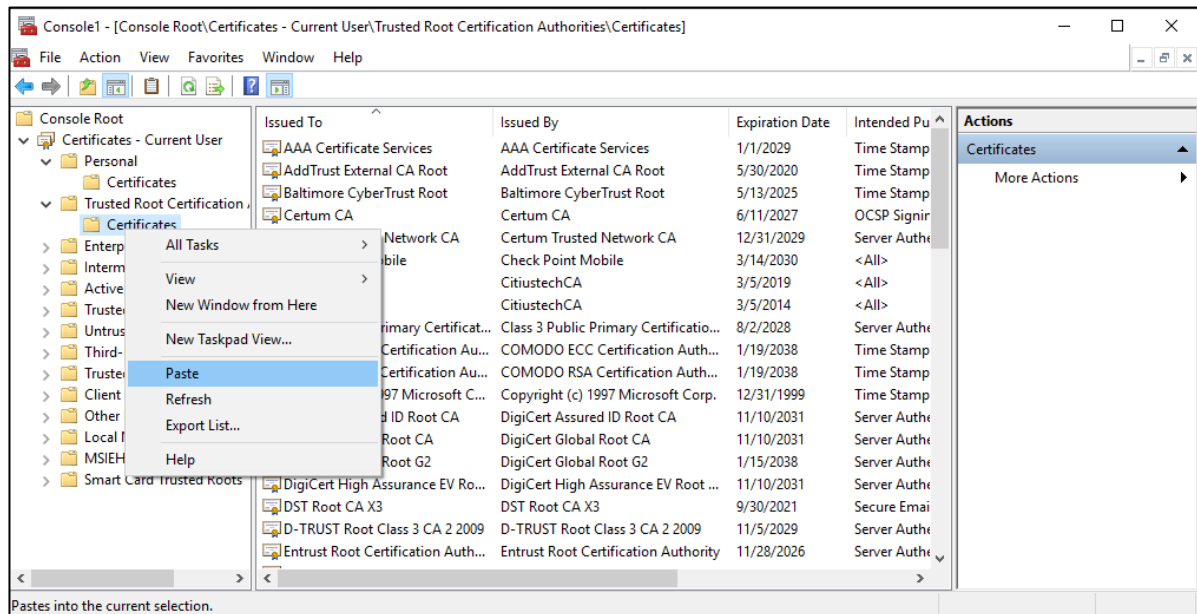 Console1 - [Console Root\Certificates - Current User\Trusted Root Certification Authorities\Certificates]
File Action View Favorites Window Help
Console Root
Certificates - Current User
Personal
Certificates
Trusted Root Certification
Certificates
Enterp
Interm
Active
Truste
Untrus
Third-
Truste
Client
Other
Local
MSIEH
Smart Card Trusted Roots
All Tasks
View
New Window from Here
New Taskpad View...
Paste
Refresh
Export List...
Help
Issued To Issued By Expiration Date Intended Pu
AAA Certificate Services AAA Certificate Services 1/1/2029 Time Stamp
AddTrust External CA Root AddTrust External CA Root 5/30/2020 Time Stamp
Baltimore CyberTrust Root Baltimore CyberTrust Root 5/13/2025 Time Stamp
Certum CA Certum CA 6/11/2027 OCSP Signin
Network CA Certum Trusted Network CA 12/31/2029 Server Authe
bile Check Point Mobile 3/14/2030 <All>
CitiustechCA 3/5/2019 <All>
CitiustechCA 3/5/2014 <All>
rimary Certificat... Class 3 Public Primary Certificatio... 8/2/2028 Server Authe
Certification Au... COMODO ECC Certification Auth... 1/19/2038 Time Stamp
Certification Au... COMODO RSA Certification Auth... 1/19/2038 Time Stamp
97 Microsoft C... Copyright (c) 1997 Microsoft Corp. 12/31/1999 Time Stamp
d ID Root CA DigiCert Assured ID Root CA 11/10/2031 Server Authe
Root CA DigiCert Global Root CA 11/10/2031 Server Authe
Root G2 DigiCert Global Root G2 1/15/2038 Server Authe
DigiCert High Assurance EV Ro... DigiCert High Assurance EV Root ... 11/10/2031 Server Authe
DST Root CA X3 DST Root CA X3 9/30/2021 Secure Emai
D-TRUST Root Class 3 CA 2 2009 D-TRUST Root Class 3 CA 2 2009 11/5/2029 Server Authe
Entrust Root Certification Auth... Entrust Root Certification Authority 11/28/2026 Server Authe
Actions
Certificates
More Actions
Pastes into the current selection.